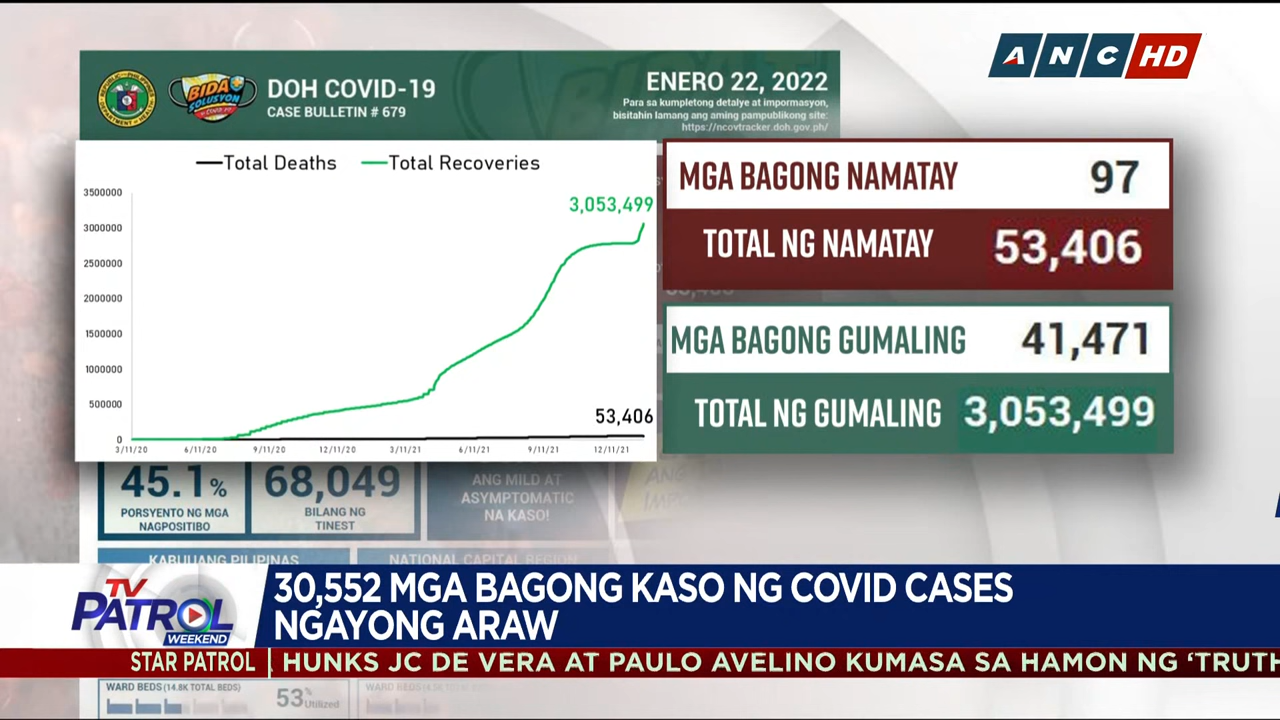 ANC HD
DOH COVID-19
CASE BULLETIN # 679
ENERO 22, 2022
Para sa kumpletong detalye at impormasyon,
bisitahin lamang ang aming pampublikong site:
https://ncovtracker.doh.gov.ph/
BIDA
SOLUSYON
Total Deaths
Total Recoveries
3500000
3000000
2500000
2000000
1500000
1000000
500000
0
3,053,499
53,406
3/11/20
6/11/20
9/11/20
12/11/20
3/11/21
6/11/21
9/11/21
12/11/21
MGA BAGONG NAMATAY 97
TOTAL NG NAMATAY 53,406
MGA BAGONG GUMALING 41,471
TOTAL NG GUMALING 3,053,499
45.1%
PORSYENTO NG MGA
NAGPOSITIBO
68,049
BILANG NG
TINEST
ANG MILD AT
ASYMPTOMATIC
NA KASO!
KABUUANG PILIPINAS
NATIONAL CAPITAL REGION
TV
PATROL
WEEKEND
30,552 MGA BAGONG KASO NG COVID CASES
NGAYONG ARAW
STAR PATROL
HUNKS JC DE VERA AT PAULO AVELINO KUMASA SA HAMON NG ‘TRUTH
WARD BEDS (14.8K TOTAL BEDS)
53%
Utilized
WARD BEDS